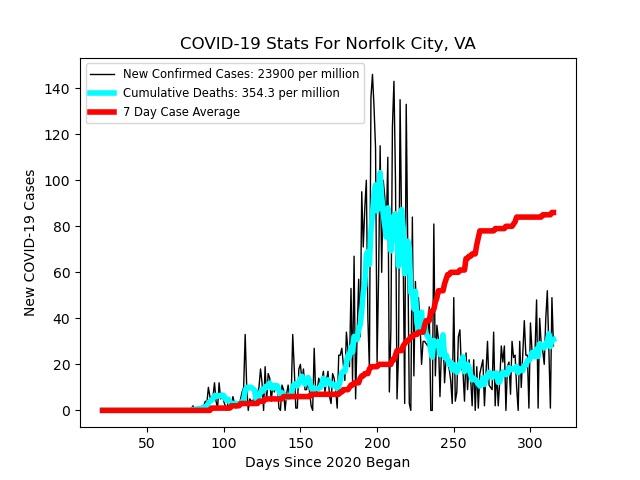 COVID-19 Stats For Norfolk City, VA
New Confirmed Cases: 23900 per million
Cumulative Deaths: 354.3 per million
7 Day Case Average
New COVID-19 Cases
140
120
100
80
60
40
20
0
50 100 150 200 250 300
Days Since 2020 Began